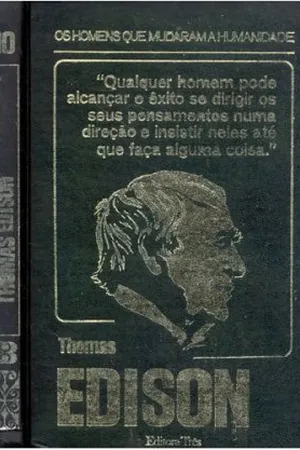 OS HOMENS QUE MUDARAM A HUMANIDADE
"Qualquer homem pode
alcançar o êxito se dirigir os
seus pensamentos numa
direção e insistir neles até
que faça alguma coisa."
Thomas
EDISON
Editora Três
THOMAS EDISON